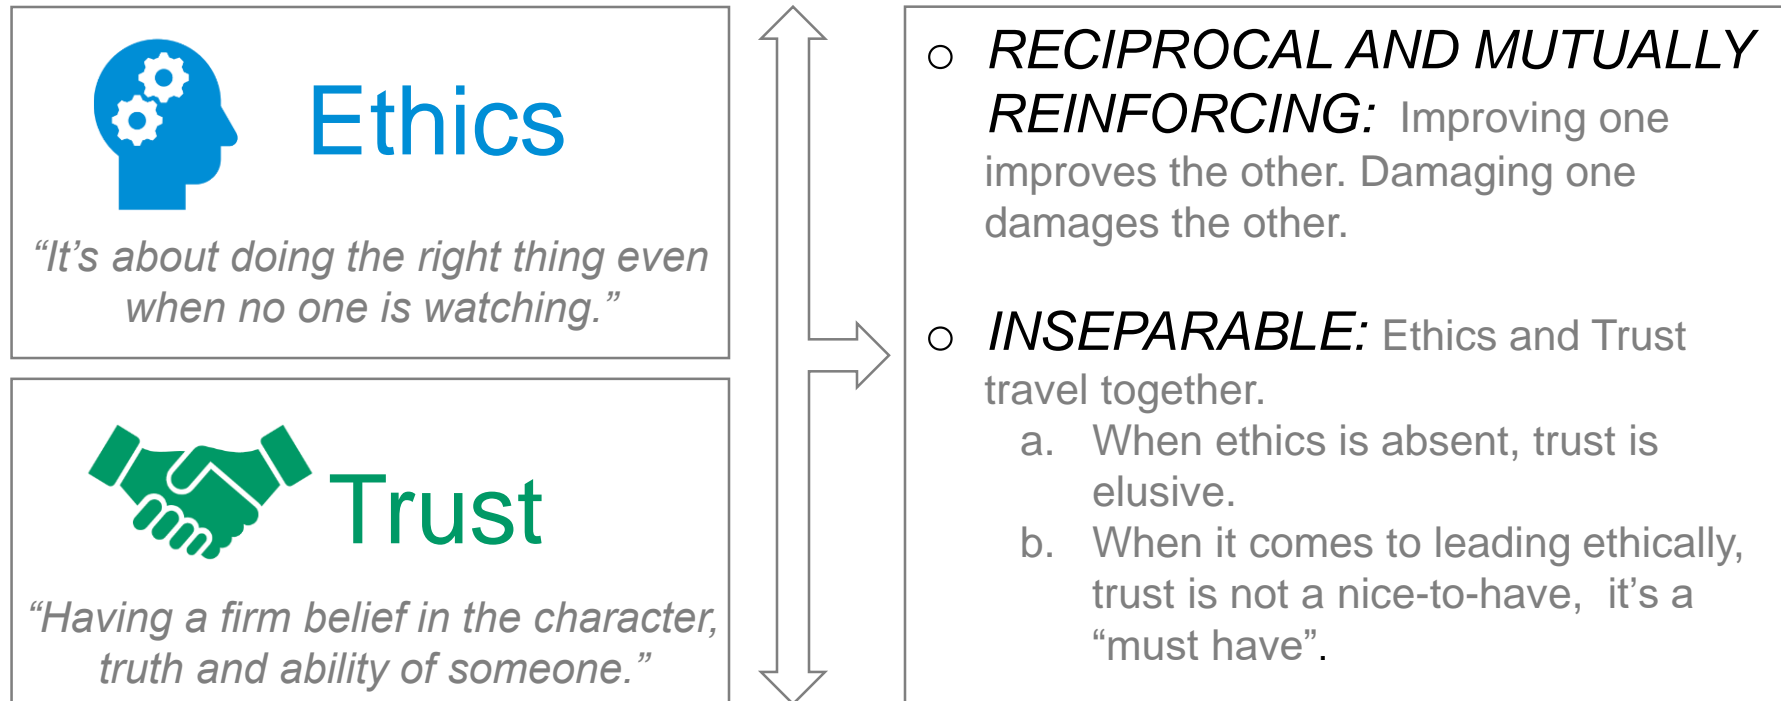 Ethics
“It’s about doing the right thing even
when no one is watching.”
Trust
“Having a firm belief in the character,
truth and ability of someone.”
o RECIPROCAL AND MUTUALLY
REINFORCING: Improving one
improves the other. Damaging one
damages the other.
o INSEPARABLE: Ethics and Trust
travel together.
a. When ethics is absent, trust is
elusive.
b. When it comes to leading ethically,
trust is not a nice-to-have, it’s a
“must have”.